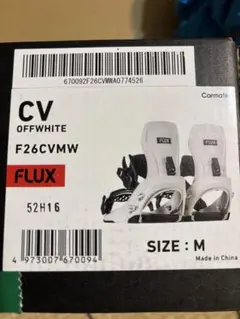 670092F26CVMWA0774526
CV
OFFWHITE
F26CVMW
FLUX
52H16
SIZE : M
Made in China
4 973007 670094